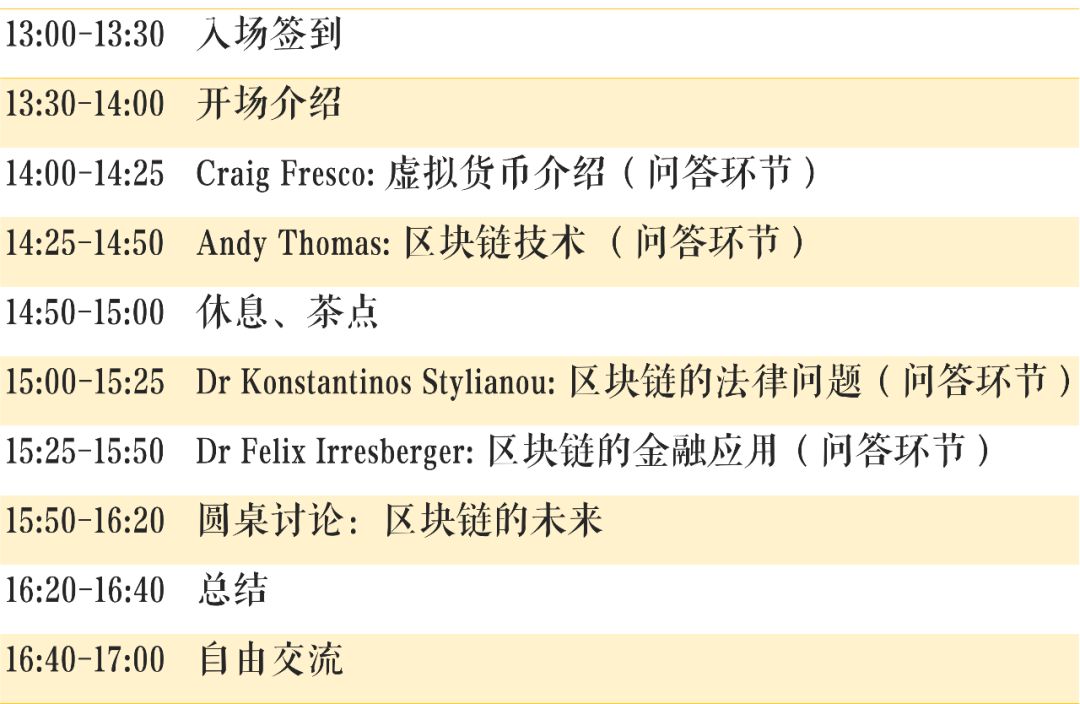 13:00-13:30 入场签到
13:30-14:00 开场介绍
14:00-14:25 Craig Fresco: 虚拟货币介绍（问答环节）
14:25-14:50 Andy Thomas: 区块链技术 （问答环节）
14:50-15:00 休息、茶点
15:00-15:25 Dr Konstantinos Stylianou: 区块链的法律问题（问答环节）
15:25-15:50 Dr Felix Irresberger: 区块链的金融应用（问答环节）
15:50-16:20 圆桌讨论：区块链的未来
16:20-16:40 总结
16:40-17:00 自由交流